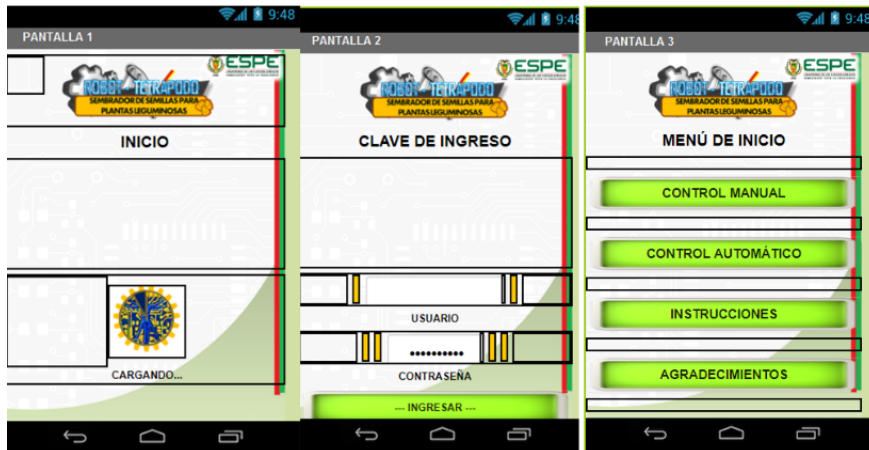 9:48
PANTALLA 1
ESPE
ROBOT TETRÁPODO
SEMBRADOR DE SEMILLAS PARA
PLANTAS LEGUMINOSAS
INICIO
CARGANDO...
9:48
PANTALLA 2
ESPE
ROBOT TETRÁPODO
SEMBRADOR DE SEMILLAS PARA
PLANTAS LEGUMINOSAS
CLAVE DE INGRESO
USUARIO
••••••••••
CONTRASEÑA
--- INGRESAR ---
9:48
PANTALLA 3
ESPE
ROBOT TETRÁPODO
SEMBRADOR DE SEMILLAS PARA
PLANTAS LEGUMINOSAS
MENÚ DE INICIO
CONTROL MANUAL
CONTROL AUTOMÁTICO
INSTRUCCIONES
AGRADECIMIENTOS